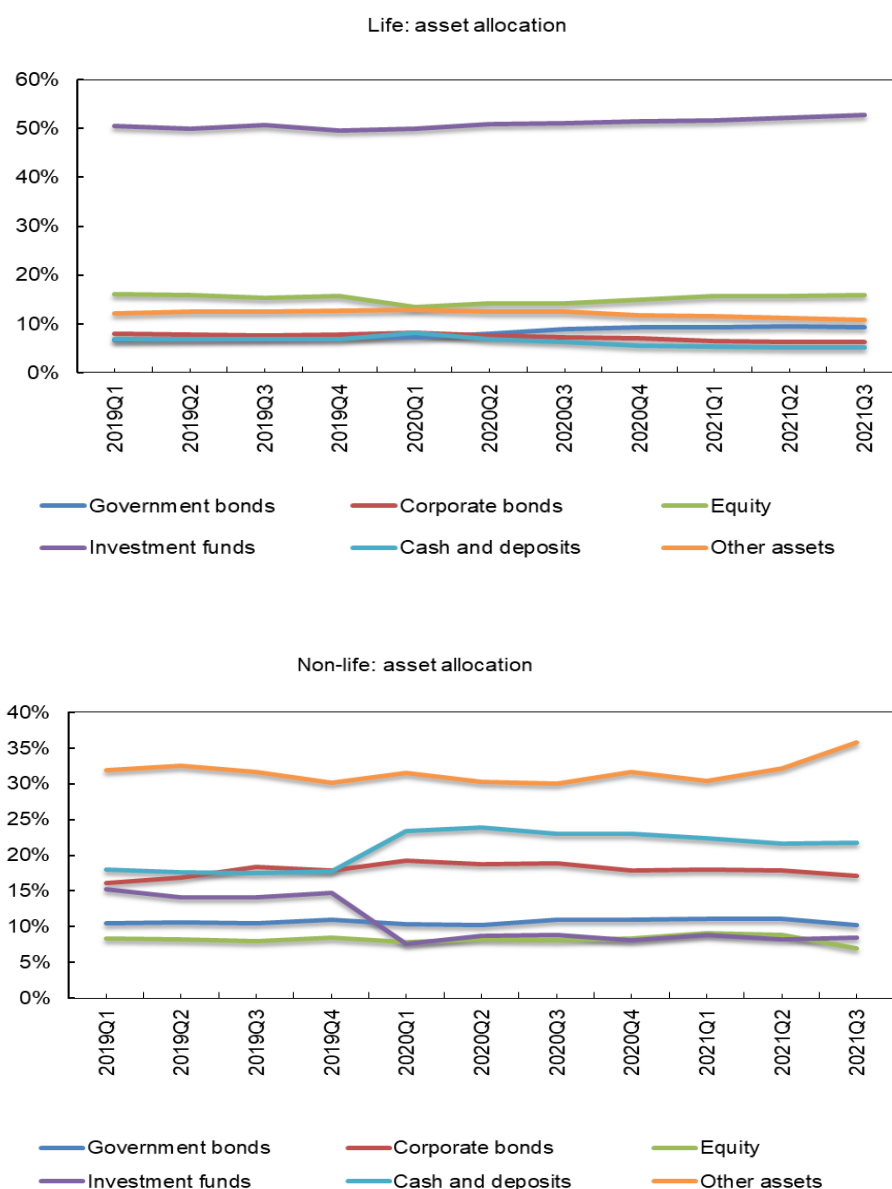 Life: asset allocation
60%
50%
40%
30%
20%
10%
0%
2019Q1
2019Q2
2019Q3
2019Q4
2020Q1
2020Q2
2020Q3
2020Q4
2021Q1
2021Q2
2021Q3
Government bonds Corporate bonds Equity
Investment funds Cash and deposits Other assets
Non-life: asset allocation
40%
35%
30%
25%
20%
15%
10%
5%
0%
2019Q1
2019Q2
2019Q3
2019Q4
2020Q1
2020Q2
2020Q3
2020Q4
2021Q1
2021Q2
2021Q3
Government bonds Corporate bonds Equity
Investment funds Cash and deposits Other assets